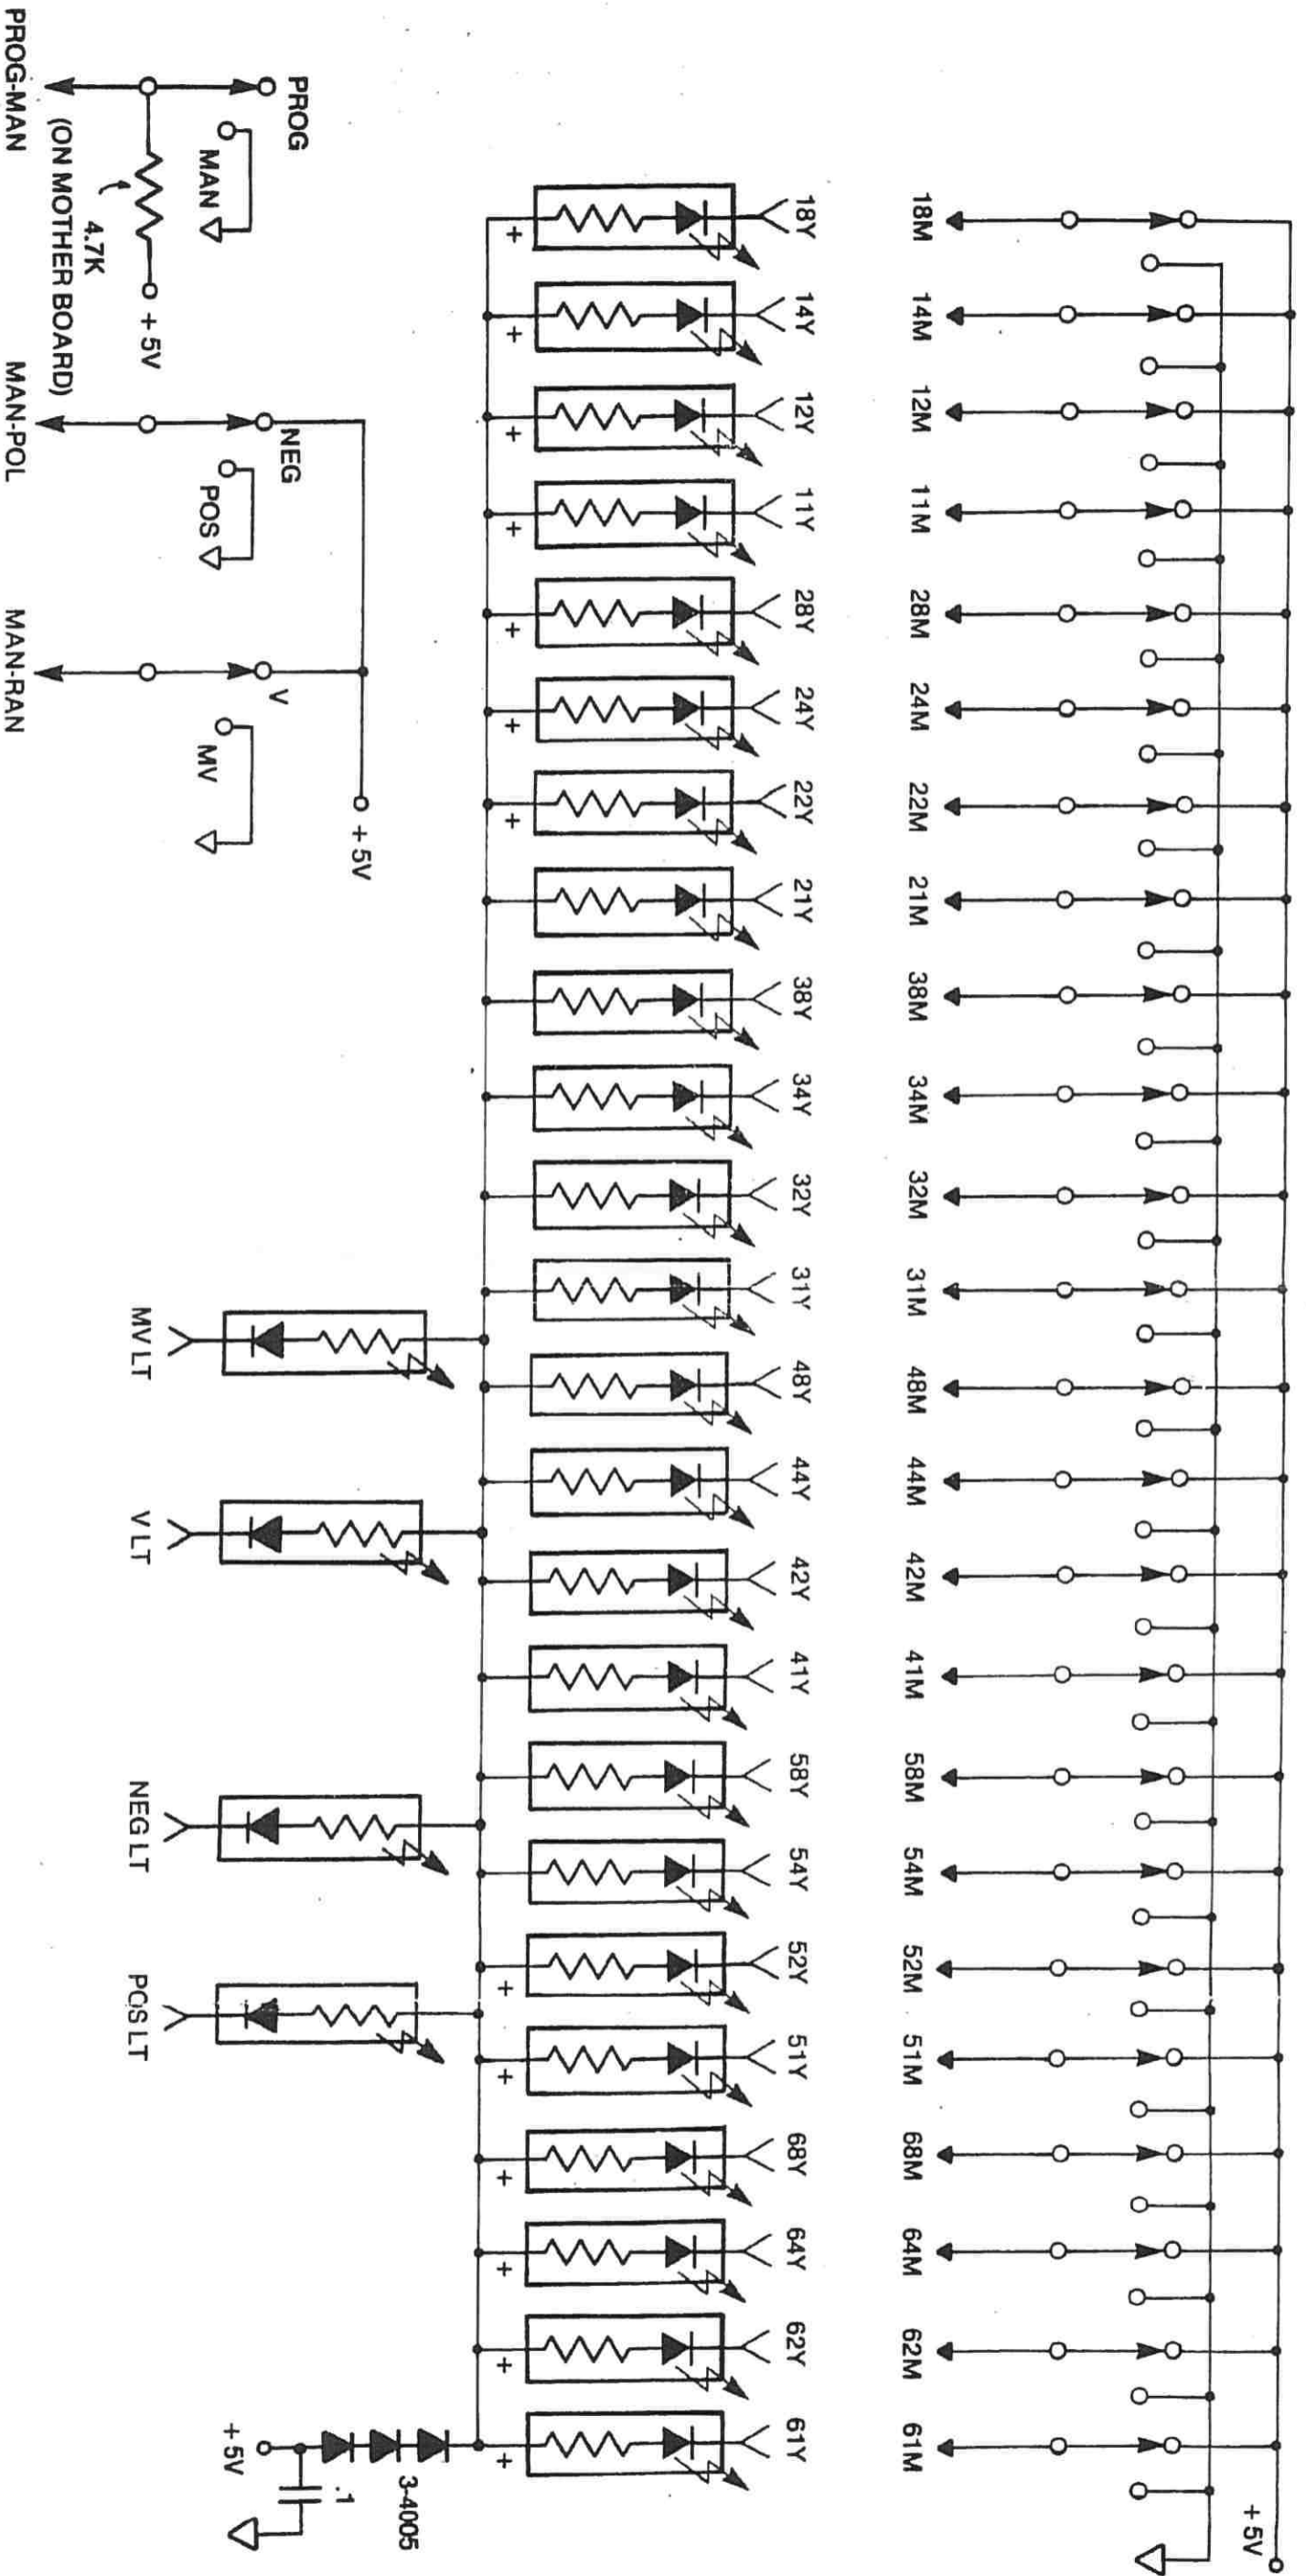 +5V
18M 14M 12M 11M 28M 24M 22M 21M 38M 34M 32M 31M 48M 44M 42M 41M 58M 54M 52M 51M 68M 64M 62M 61M
18Y 14Y 12Y 11Y 28Y 24Y 22Y 21Y 38Y 34Y 32Y 31Y 48Y 44Y 42Y 41Y 58Y 54Y 52Y 51Y 68Y 64Y 62Y 61Y
+ + + + + + + + + + + + +
3-4005
.1
+5V
MV LT
V LT
NEG LT
POS LT
PROG
MAN
4.7K
+5V
(ON MOTHER BOARD)
PROG-MAN
NEG
POS
MAN-POL
V
MV
+5V
MAN-RAN